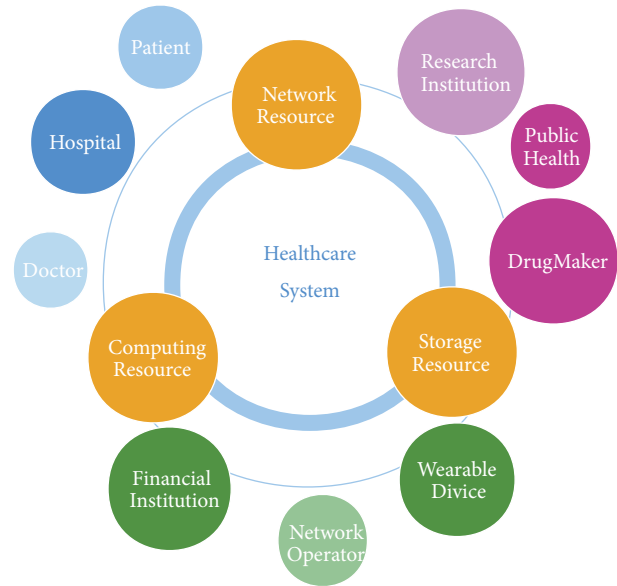 Patient
Network
Resource
Research
Institution
Hospital
Public
Health
Healthcare
System
Doctor
DrugMaker
Computing
Resource
Storage
Resource
Financial
Institution
Wearable
Divice
Network
Operator